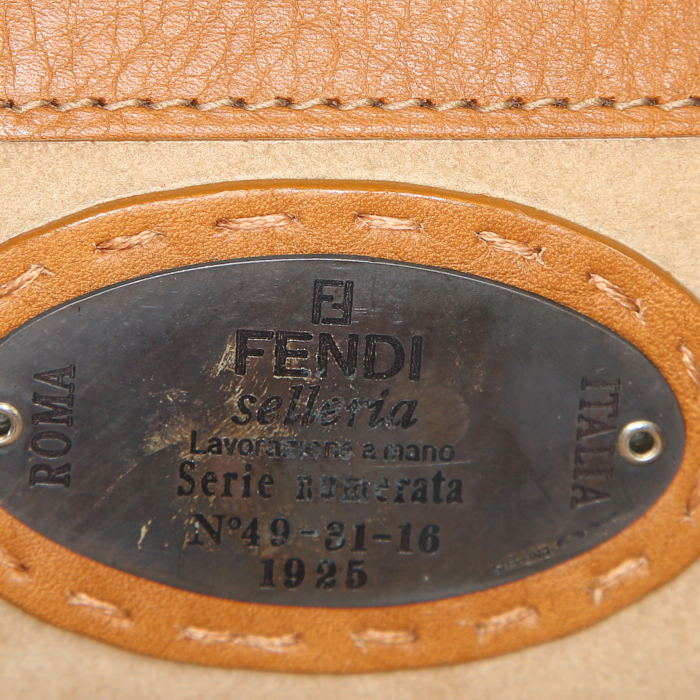 FENDI
selleria
Lavorazione a mano
Serie numerata
N°49-31-16
1925
ROMA
ITALIA